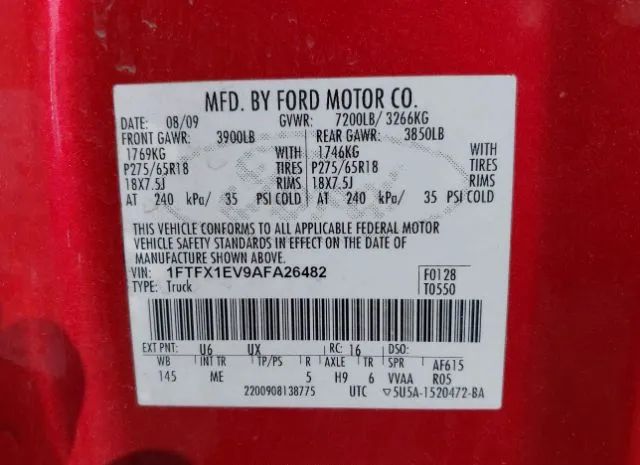 MFD. BY FORD MOTOR CO.
DATE: 08/09 GVWR: 7200LB/ 3266KG
FRONT GAWR: 3900LB REAR GAWR: 3850LB
1769KG WITH 1746KG WITH
P275/65R18 TIRES P275/65R18 TIRES
18X7.5J RIMS 18X7.5J RIMS
AT 240 kPa/ 35 PSI COLD AT 240 kPa/ 35 PSI COLD
THIS VEHICLE CONFORMS TO ALL APPLICABLE FEDERAL MOTOR
VEHICLE SAFETY STANDARDS IN EFFECT ON THE DATE OF
MANUFACTURE SHOWN ABOVE.
VIN: 1FTFX1EV9AFA26482 F0128
TYPE: Truck T0550
EXT PNT: U6 UX RC: 16 DSO:
WB INT TR TP/PS R AXLE TR SPR AF615
145 ME 5 H9 6 VVAA R05
2200908138775 UTC ▽5U5A-1520472-BA